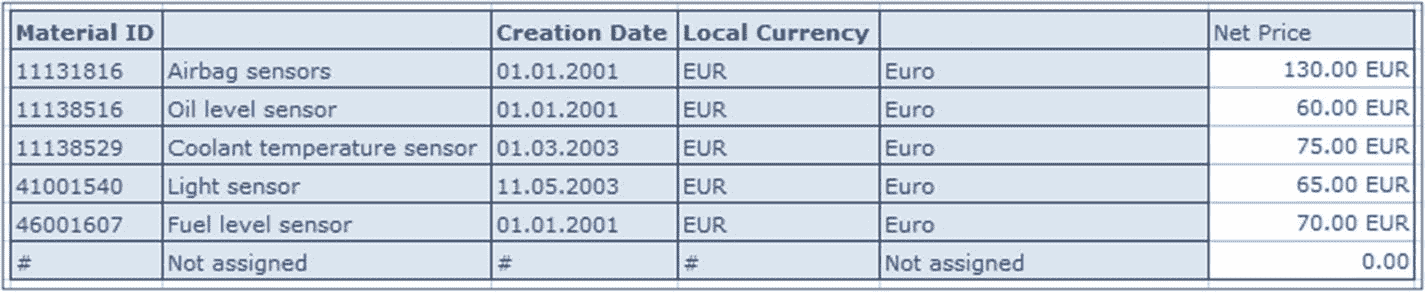 Material ID Creation Date Local Currency Net Price
11131816 Airbag sensors 01.01.2001 EUR Euro 130.00 EUR
11138516 Oil level sensor 01.01.2001 EUR Euro 60.00 EUR
11138529 Coolant temperature sensor 01.03.2003 EUR Euro 75.00 EUR
41001540 Light sensor 11.05.2003 EUR Euro 65.00 EUR
46001607 Fuel level sensor 01.01.2001 EUR Euro 70.00 EUR
# Not assigned # # Not assigned 0.00